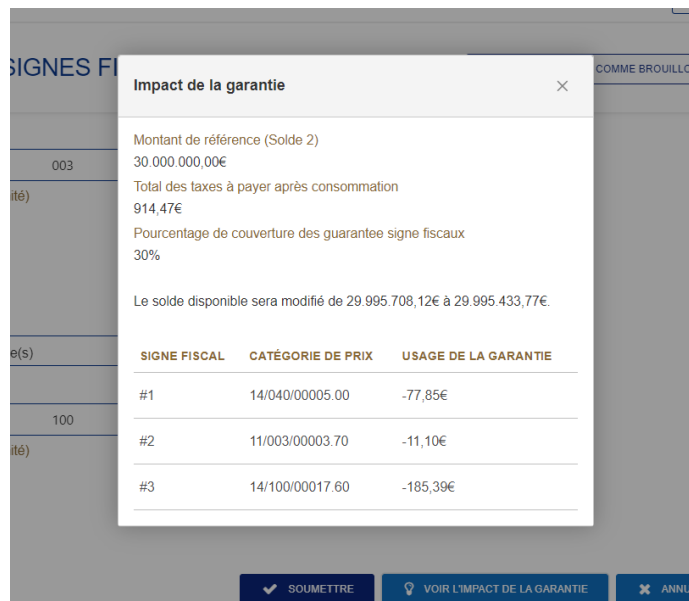 SIGNES FI
COMME BROUILLO
Impact de la garantie
Montant de référence (Solde 2)
30.000.000,00€
Total des taxes à payer après consommation
914,47€
Pourcentage de couverture des guarantee signe fiscaux
30%
Le solde disponible sera modifié de 29.995.708,12€ à 29.995.433,77€.
SIGNE FISCAL CATÉGORIE DE PRIX USAGE DE LA GARANTIE
#1 14/040/00005.00 -77,85€
#2 11/003/00003.70 -11,10€
#3 14/100/00017.60 -185,39€
003
ité)
e(s)
100
ité)
SOUMETTRE VOIR L'IMPACT DE LA GARANTIE ANNU